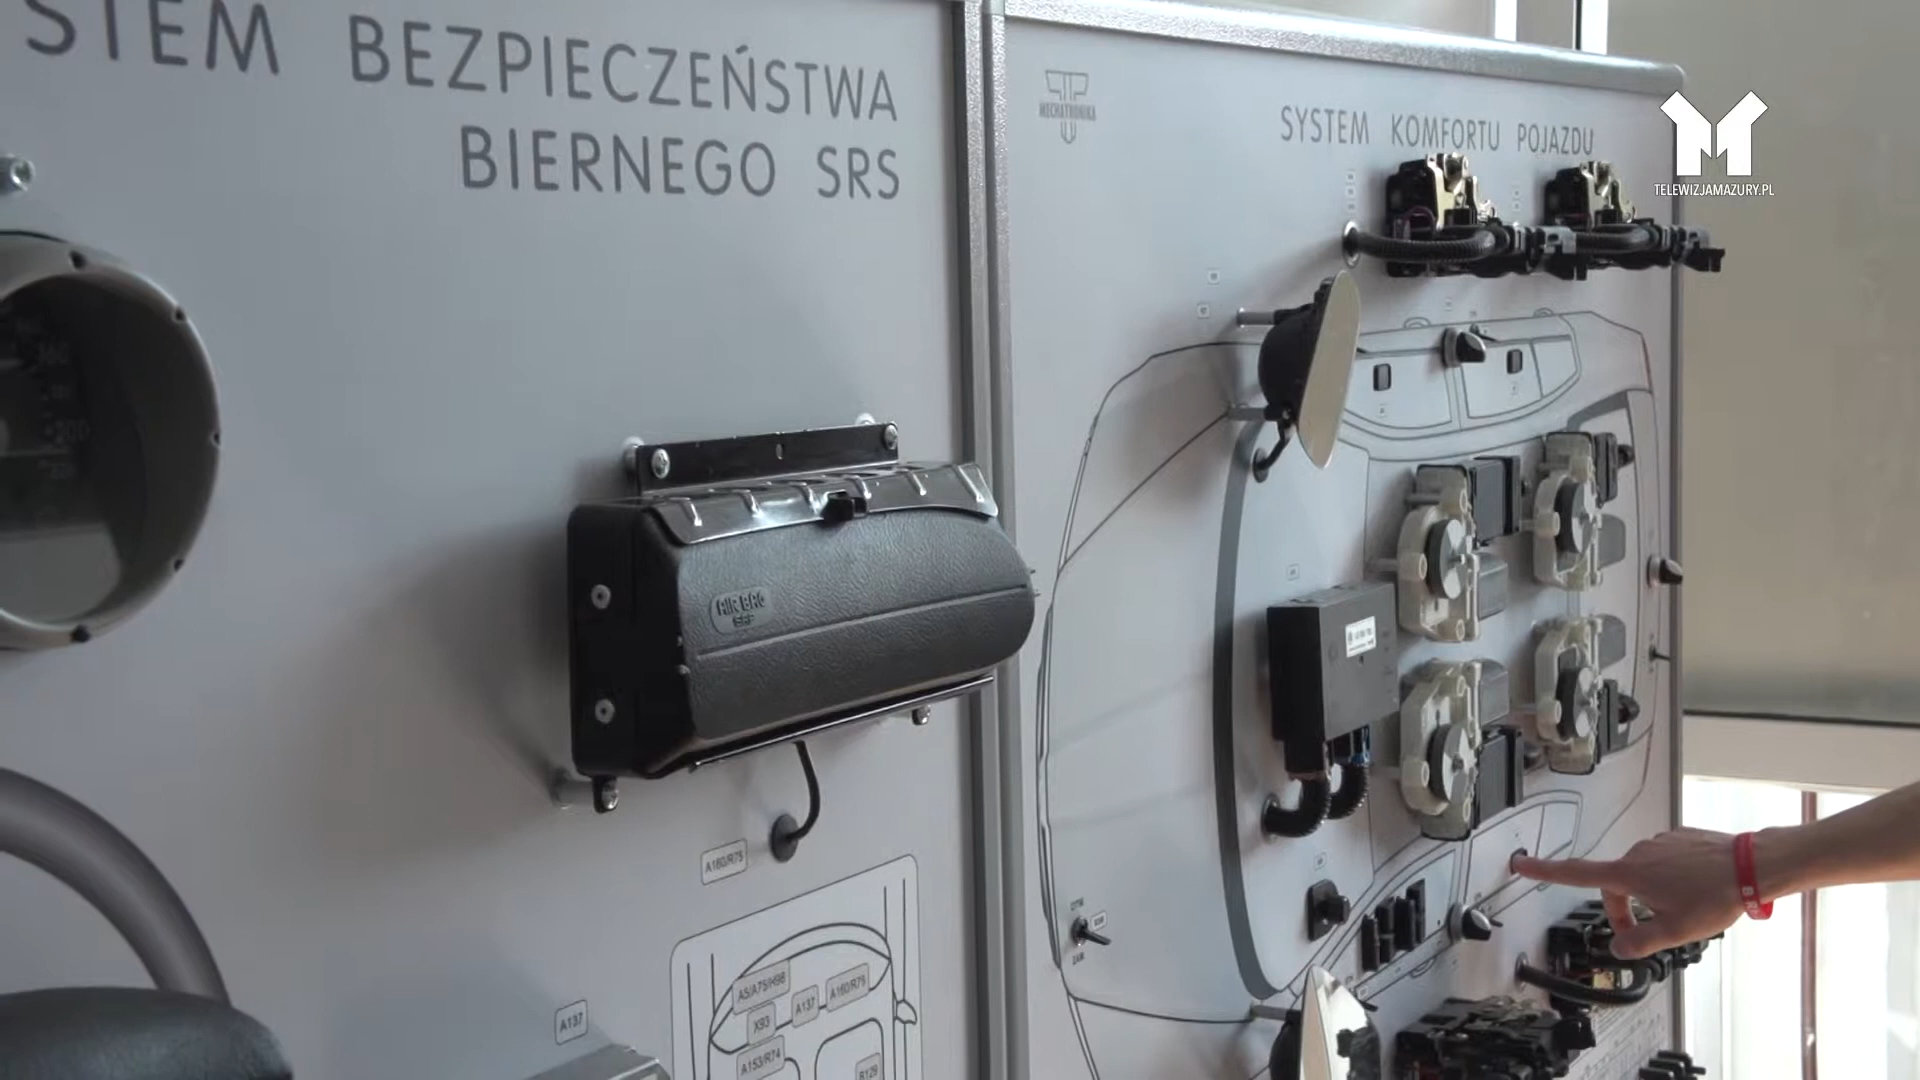 STEM BEZPIECZEŃSTWA
BIERNEGO SRS
MECHATRONIKA
SYSTEM KOMFORTU POJAZDU
TELEWIZJAMAZURY.PL
AIR BAG
A160/R75
A5/A75/H98
A137
A160/R75
X93
A153/R74
R129
A137